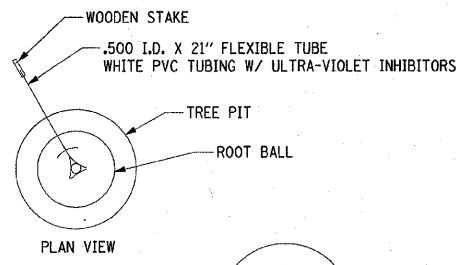 WOODEN STAKE
.500 I.D. X 21" FLEXIBLE TUBE
WHITE PVC TUBING W/ ULTRA-VIOLET INHIBITORS
TREE PIT
ROOT BALL
PLAN VIEW